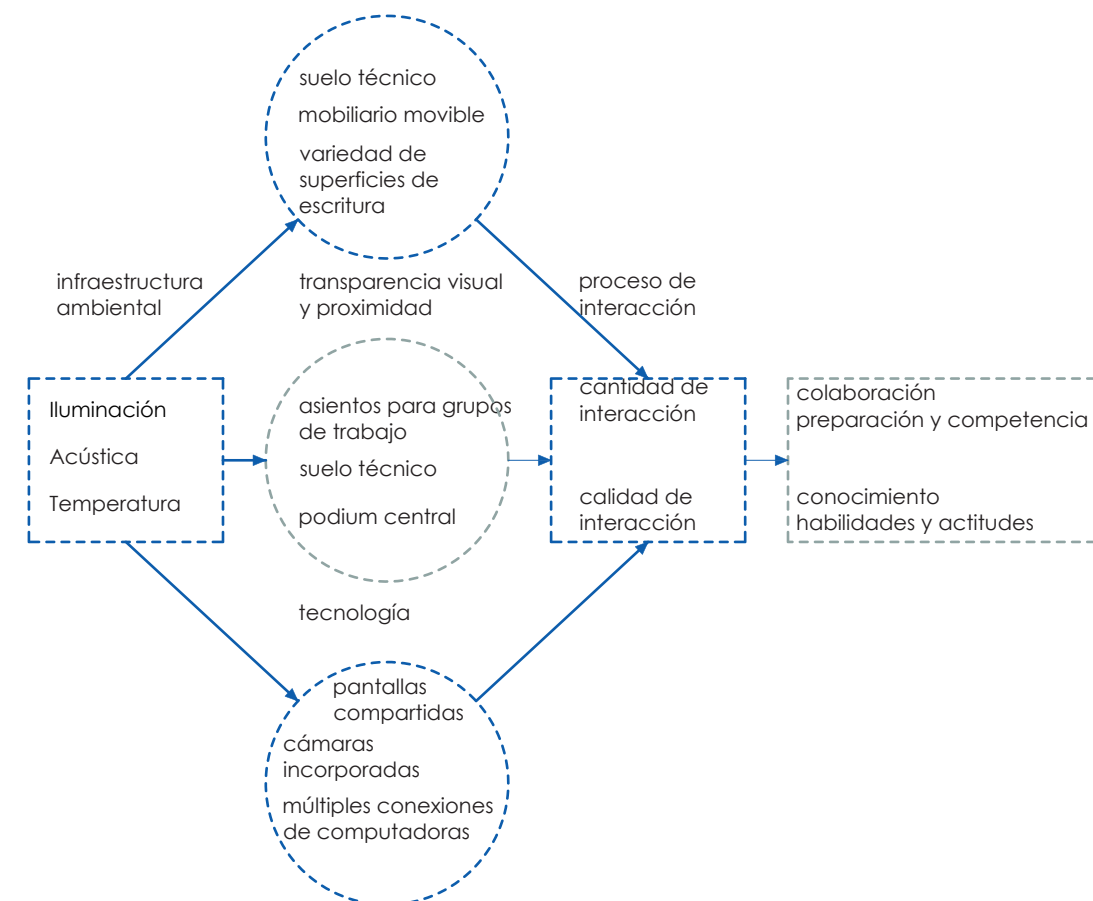 suelo técnico
mobiliario movible
variedad de
superficies de
escritura
infraestructura
ambiental
transparencia visual
y proximidad
proceso de
interacción
Iluminación
Acústica
Temperatura
asientos para grupos
de trabajo
suelo técnico
podium central
cantidad de
interacción
calidad de
interacción
colaboración
preparación y competencia
conocimiento
habilidades y actitudes
tecnología
pantallas
compartidas
cámaras
incorporadas
múltiples conexiones
de computadoras